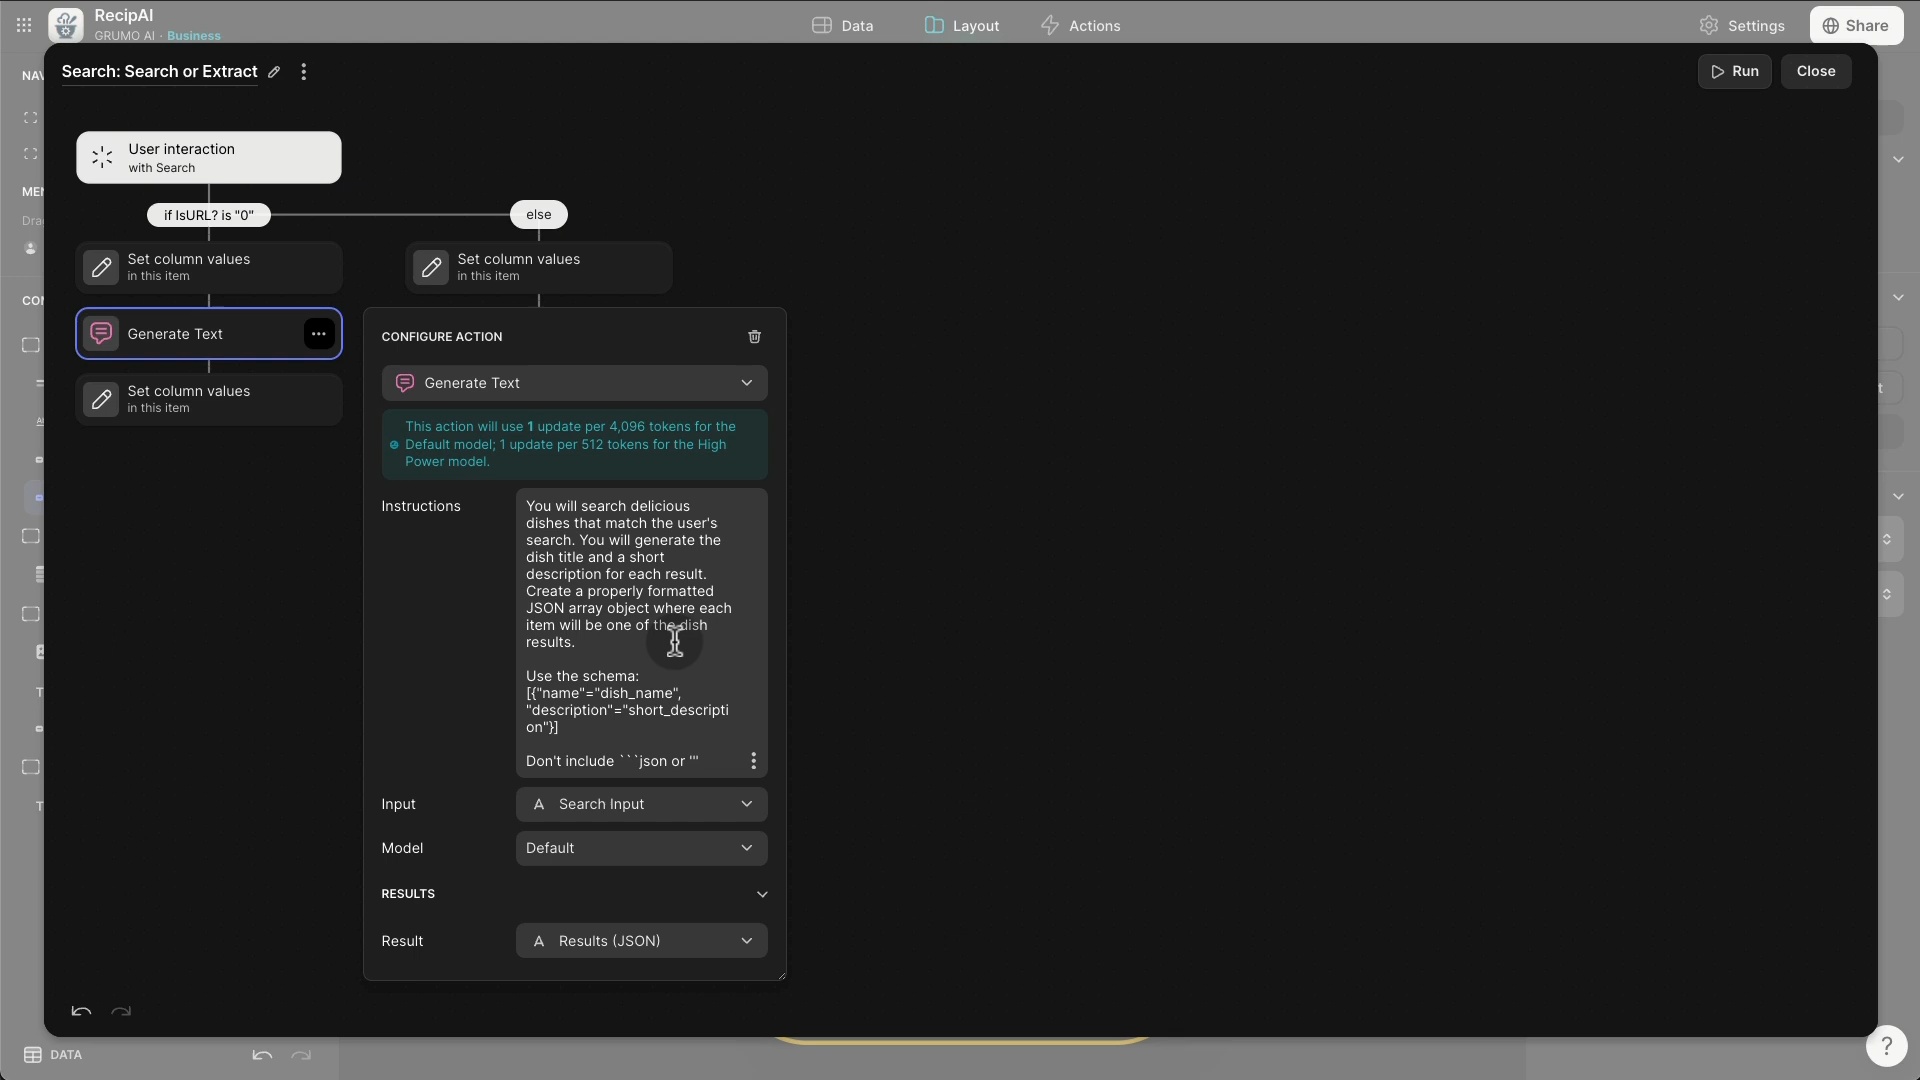 RecipAI
GRUMO AI · Business
Data
Layout
Actions
Settings
Share
Search: Search or Extract
Run
Close
User interaction
with Search
if IsURL? is "0"
else
Set column values
in this item
Set column values
in this item
Generate Text
Set column values
in this item
CONFIGURE ACTION
Generate Text
This action will use 1 update per 4,096 tokens for the
Default model; 1 update per 512 tokens for the High
Power model.
Instructions
You will search delicious
dishes that match the user's
search. You will generate the
dish title and a short
description for each result.
Create a properly formatted
JSON array object where each
item will be one of the dish
results.
Use the schema:
[{"name"="dish_name",
"description"="short_descripti
on"}]
Don't include ```json or '''
Input
Search Input
Model
Default
RESULTS
Result
Results (JSON)
DATA
?